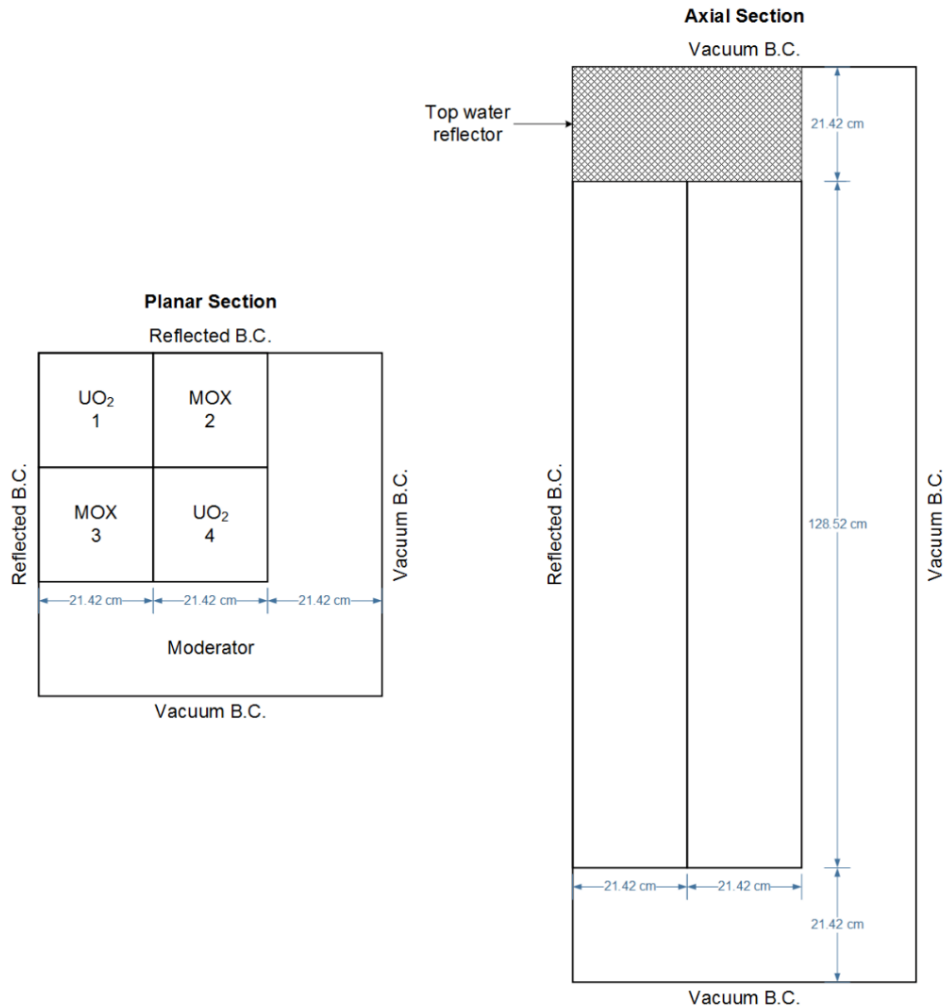 Axial Section
Vacuum B.C.
Top water
reflector
21.42 cm
Planar Section
Reflected B.C.
UO₂
1
MOX
2
MOX
3
UO₂
4
Reflected B.C.
Vacuum B.C.
21.42 cm
21.42 cm
21.42 cm
Moderator
Vacuum B.C.
Reflected B.C.
128.52 cm
Vacuum B.C.
21.42 cm
21.42 cm
21.42 cm
Vacuum B.C.